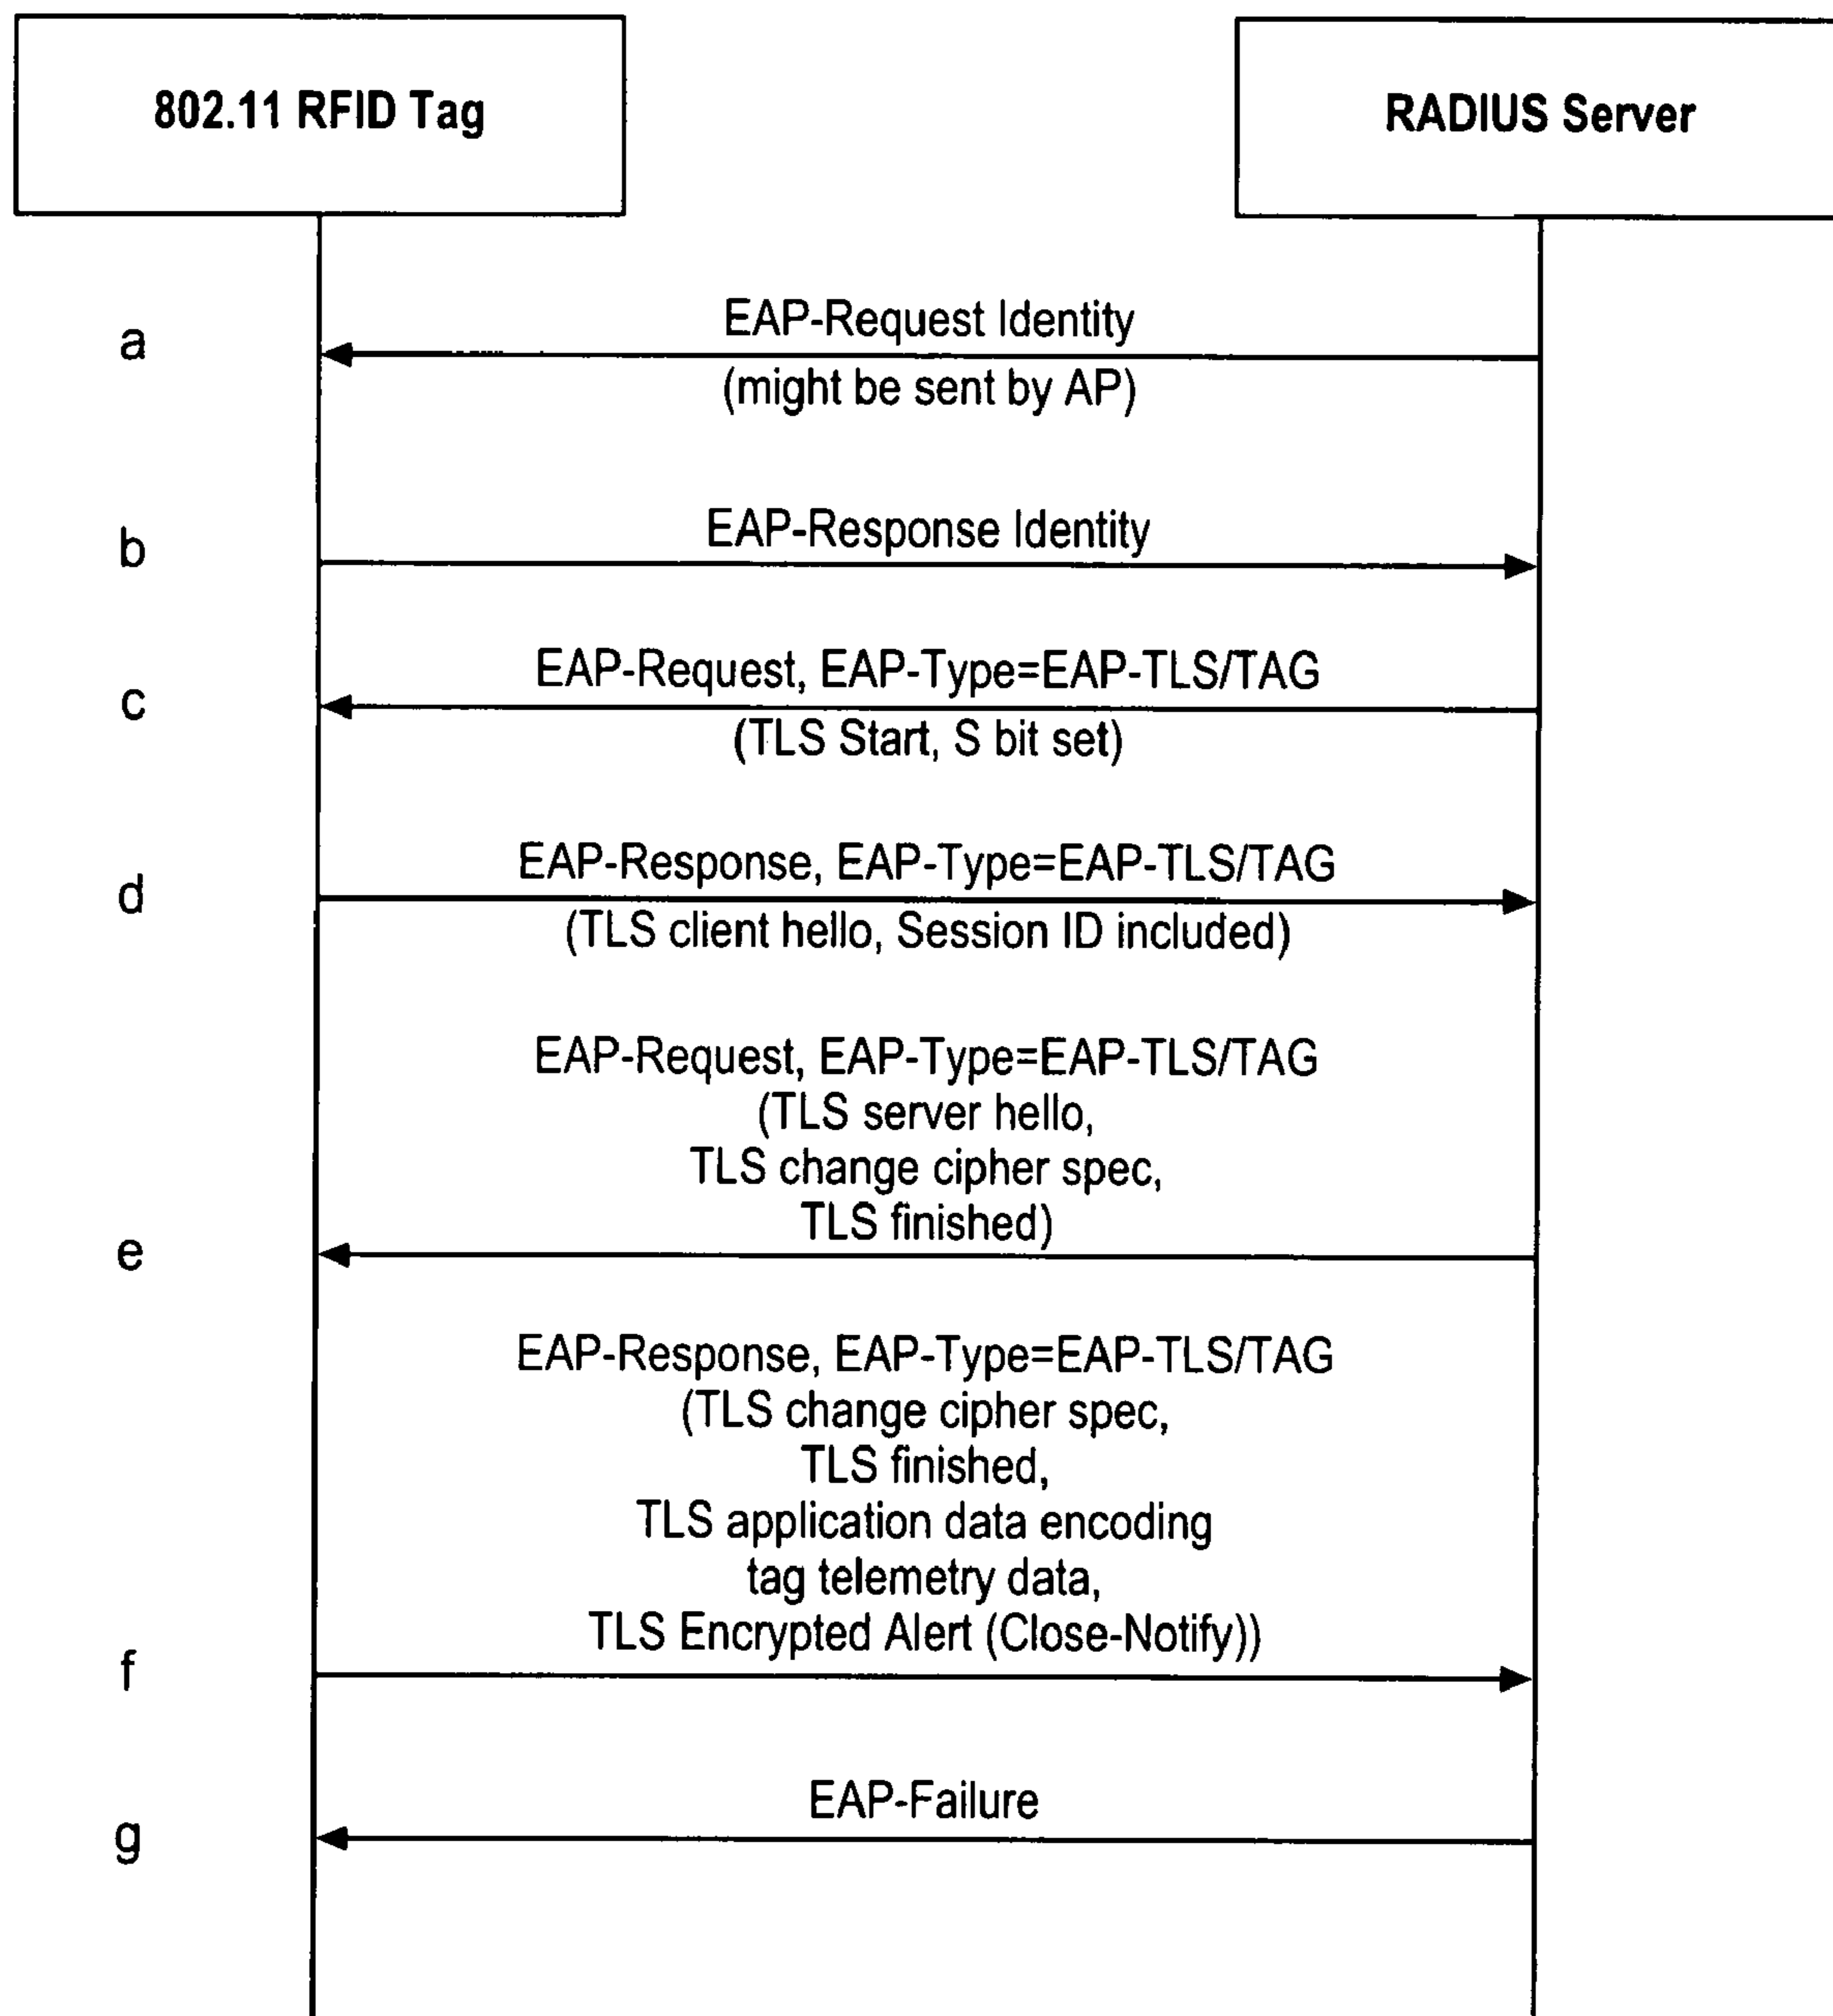 802.11 RFID Tag
RADIUS Server
a
EAP-Request Identity
(might be sent by AP)
b
EAP-Response Identity
c
EAP-Request, EAP-Type=EAP-TLS/TAG
(TLS Start, S bit set)
d
EAP-Response, EAP-Type=EAP-TLS/TAG
(TLS client hello, Session ID included)
EAP-Request, EAP-Type=EAP-TLS/TAG
(TLS server hello,
TLS change cipher spec,
TLS finished)
e
EAP-Response, EAP-Type=EAP-TLS/TAG
(TLS change cipher spec,
TLS finished,
TLS application data encoding
tag telemetry data,
TLS Encrypted Alert (Close-Notify))
f
EAP-Failure
g